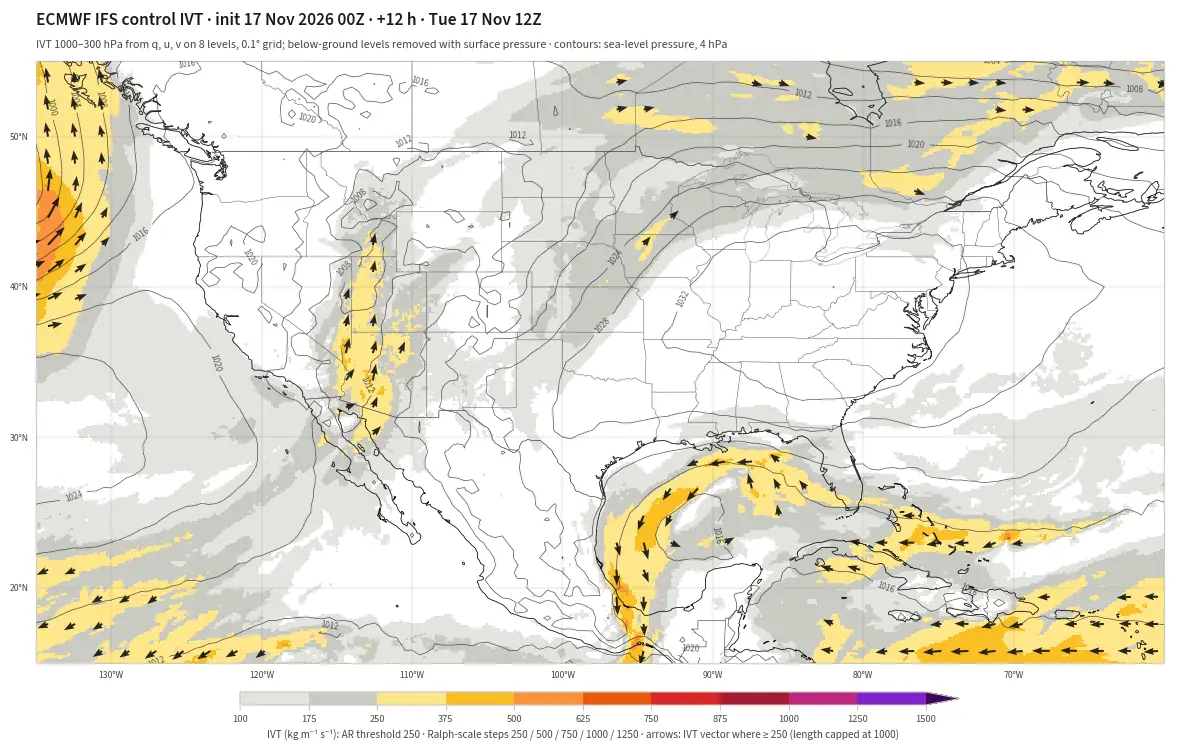 ECMWF IFS control IVT · init 17 Nov 2026 00Z · +12 h · Tue 17 Nov 12Z
IVT 1000–300 hPa from q, u, v on 8 levels, 0.1° grid; below-ground levels removed with surface pressure · contours: sea-level pressure, 4 hPa
1016
1016
1008
1000
1012
1020
1016
1012
1012
50°N
1020
1008
1016
1020
1024
1008
40°N
1032
1028
1020
1012
30°N
1024
1016
20°N
1016
1012
1012
1020
130°W
120°W
110°W
100°W
90°W
80°W
70°W
100
175
250
375
500
625
750
875
1000
1250
1500
IVT (kg m⁻¹ s⁻¹): AR threshold 250 · Ralph-scale steps 250 / 500 / 750 / 1000 / 1250 · arrows: IVT vector where ≥ 250 (length capped at 1000)